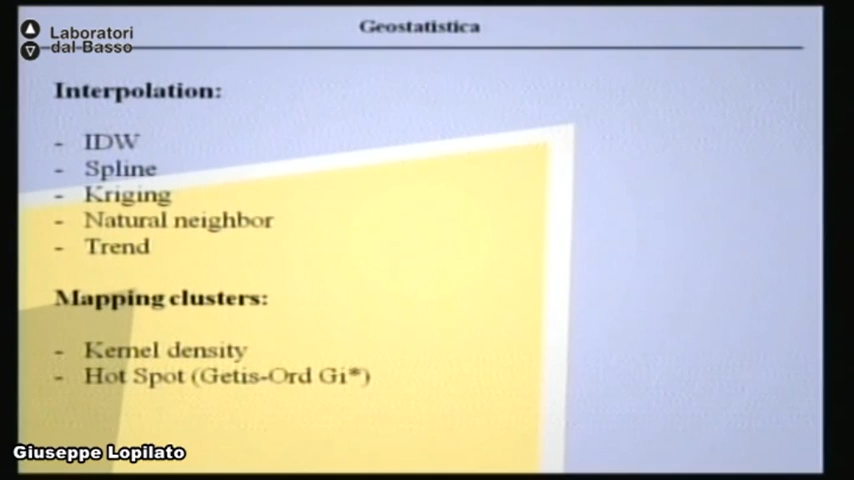 Geostatistica
Laboratori
dal Basso
Interpolation:
- IDW
- Spline
- Kriging
- Natural neighbor
- Trend
Mapping clusters:
- Kernel density
- Hot Spot (Getis-Ord Gi*)
Giuseppe Lopilato